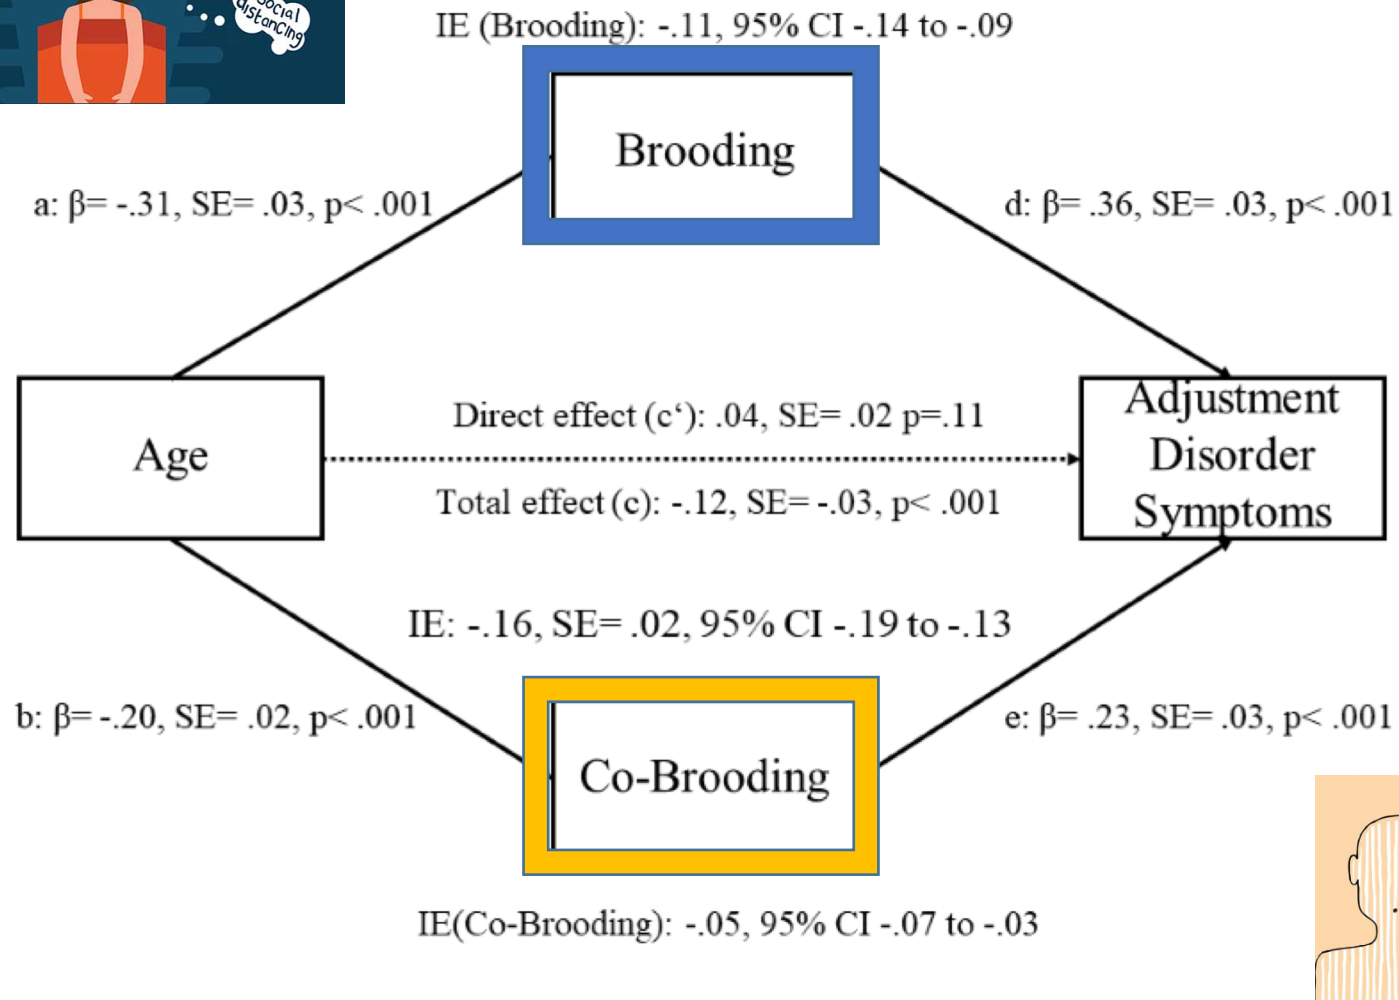 social
distancing
IE (Brooding): -.11, 95% CI -.14 to -.09
Brooding
a: β= -.31, SE= .03, p< .001
d: β= .36, SE= .03, p< .001
Age
Direct effect (c‘): .04, SE= .02 p=.11
Total effect (c): -.12, SE= -.03, p< .001
Adjustment
Disorder
Symptoms
IE: -.16, SE= .02, 95% CI -.19 to -.13
b: β= -.20, SE= .02, p< .001
e: β= .23, SE= .03, p< .001
Co-Brooding
IE(Co-Brooding): -.05, 95% CI -.07 to -.03